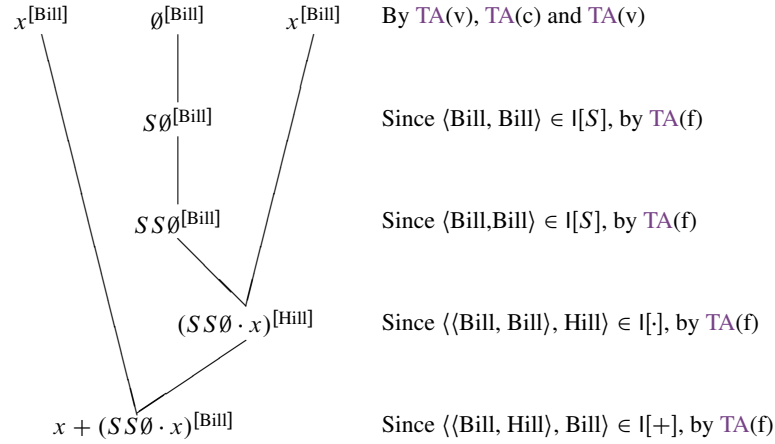 x[Bill] ∅[Bill] x[Bill] By TA(v), TA(c) and TA(v)
S∅[Bill] Since ⟨Bill, Bill⟩ ∈ I[S], by TA(f)
SS∅[Bill] Since ⟨Bill,Bill⟩ ∈ I[S], by TA(f)
(SS∅ · x)[Hill] Since ⟨⟨Bill, Bill⟩, Hill⟩ ∈ I[·], by TA(f)
x + (SS∅ · x)[Bill] Since ⟨⟨Bill, Hill⟩, Bill⟩ ∈ I[+], by TA(f)